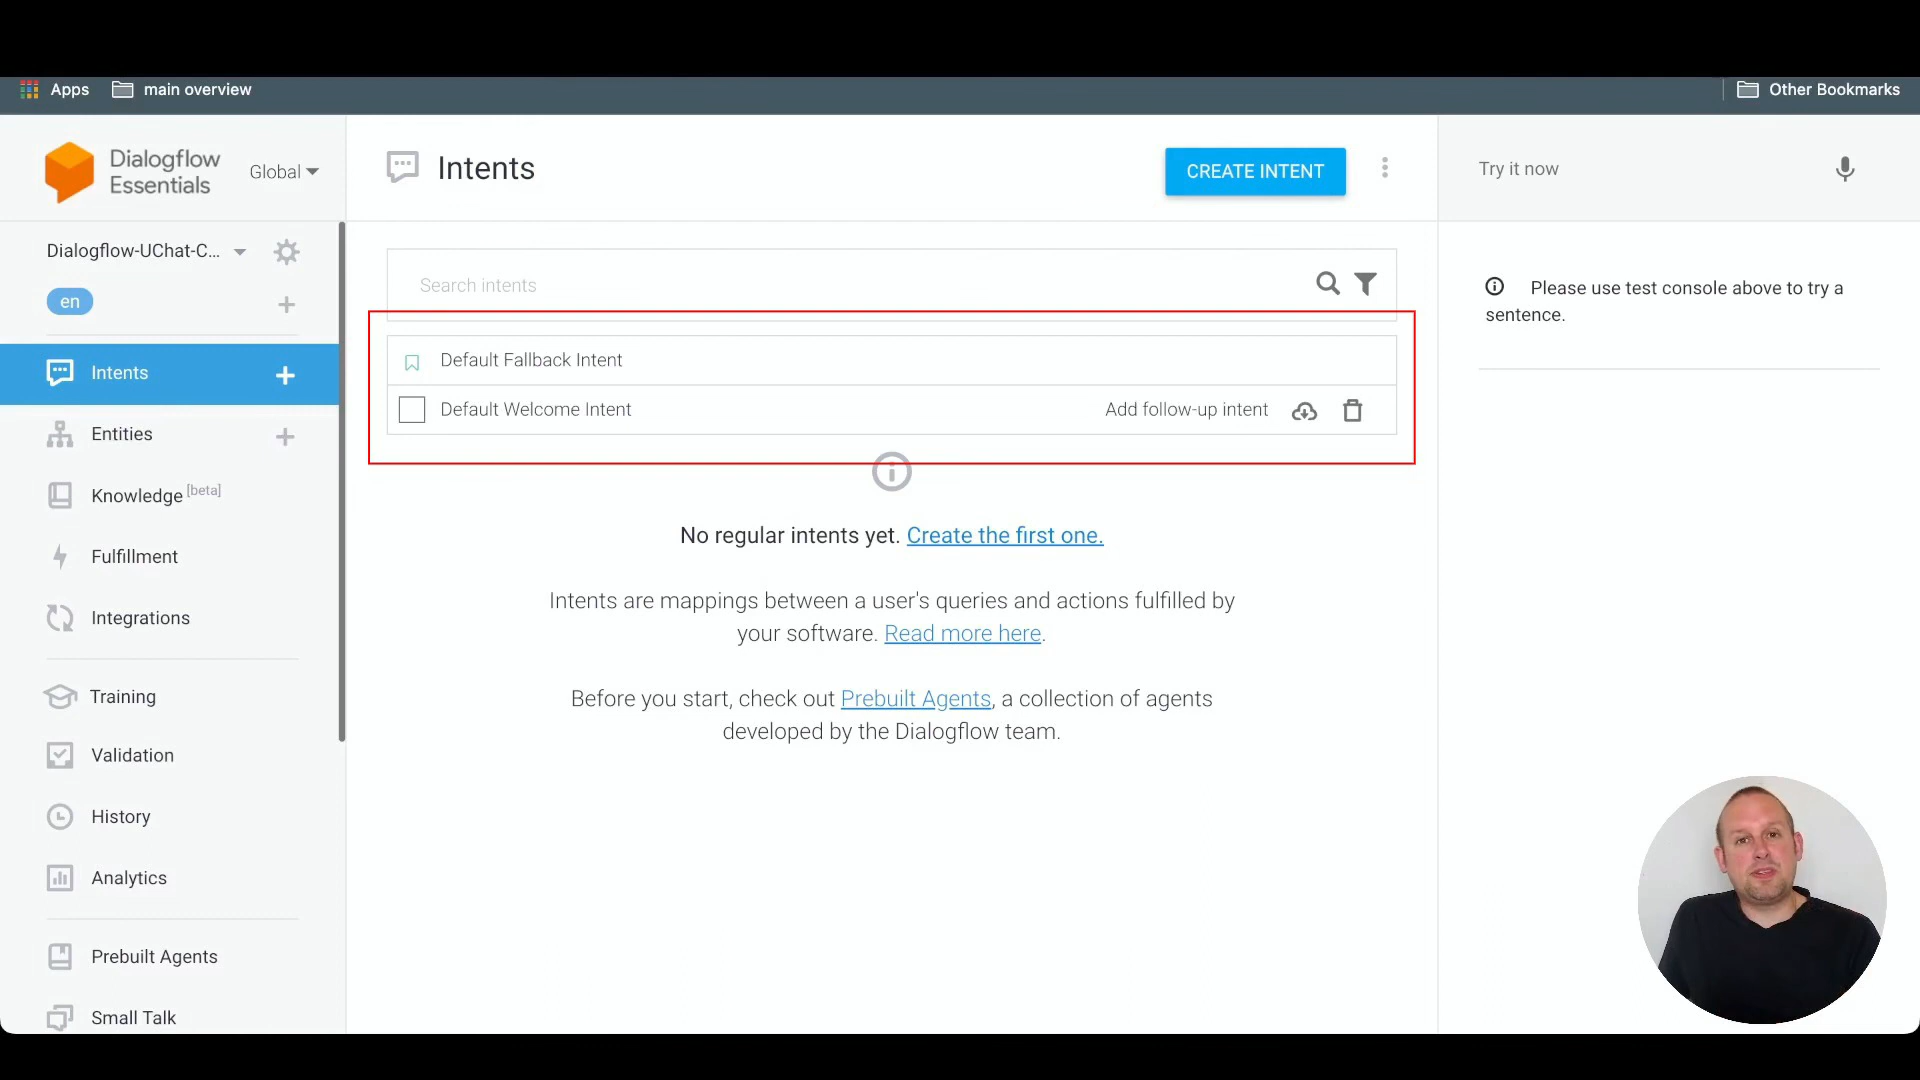 Apps
main overview
Other Bookmarks
Dialogflow
Essentials
Global
Dialogflow-UChat-C...
en
Intents
Entities
Knowledge [beta]
Fulfillment
Integrations
Training
Validation
History
Analytics
Prebuilt Agents
Small Talk
Intents
CREATE INTENT
Search intents
Default Fallback Intent
Default Welcome Intent
Add follow-up intent
No regular intents yet. Create the first one.
Intents are mappings between a user's queries and actions fulfilled by
your software. Read more here.
Before you start, check out Prebuilt Agents, a collection of agents
developed by the Dialogflow team.
Try it now
Please use test console above to try a
sentence.